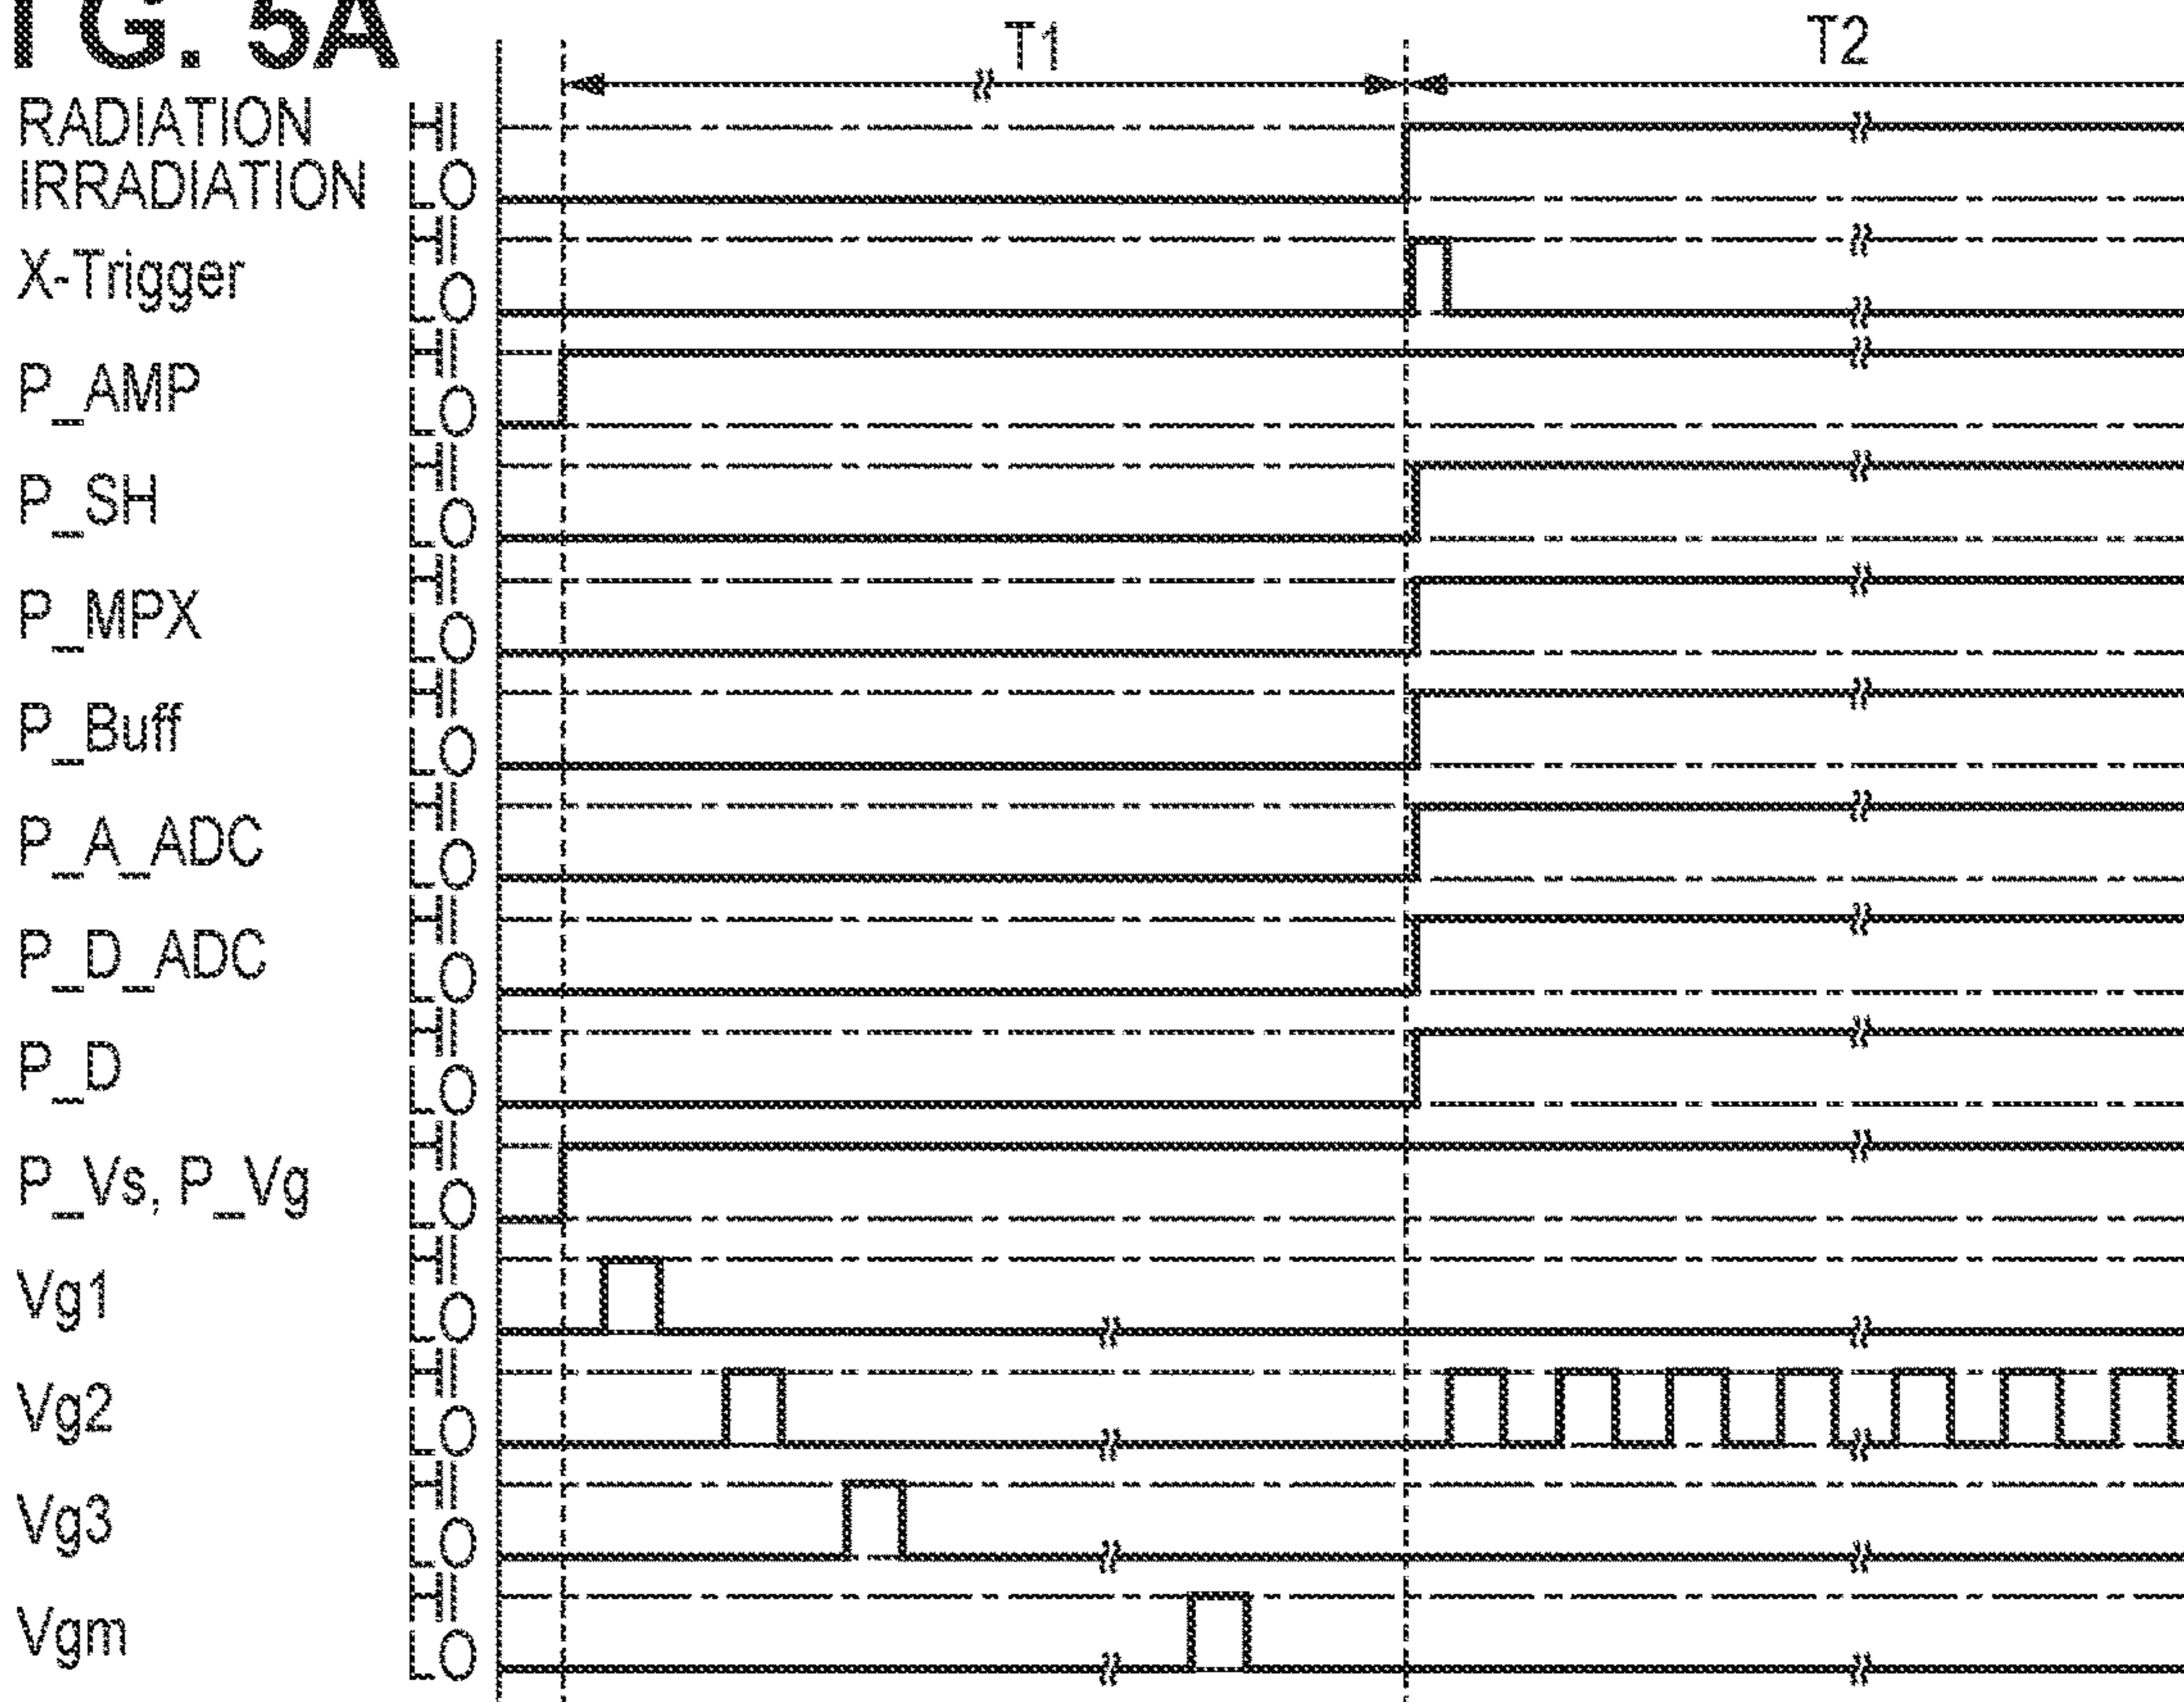 FIG. 5A
T1 T2
RADIATION HI
IRRADIATION LO
HI
X-Trigger LO
HI
P_AMP LO
HI
P_SH LO
HI
P_MPX LO
HI
P_Buff LO
HI
P_A_ADC LO
HI
P_D_ADC LO
HI
P_D LO
HI
P_Vs, P_Vg LO
HI
Vg1 LO
HI
Vg2 LO
HI
Vg3 LO
HI
Vgm LO